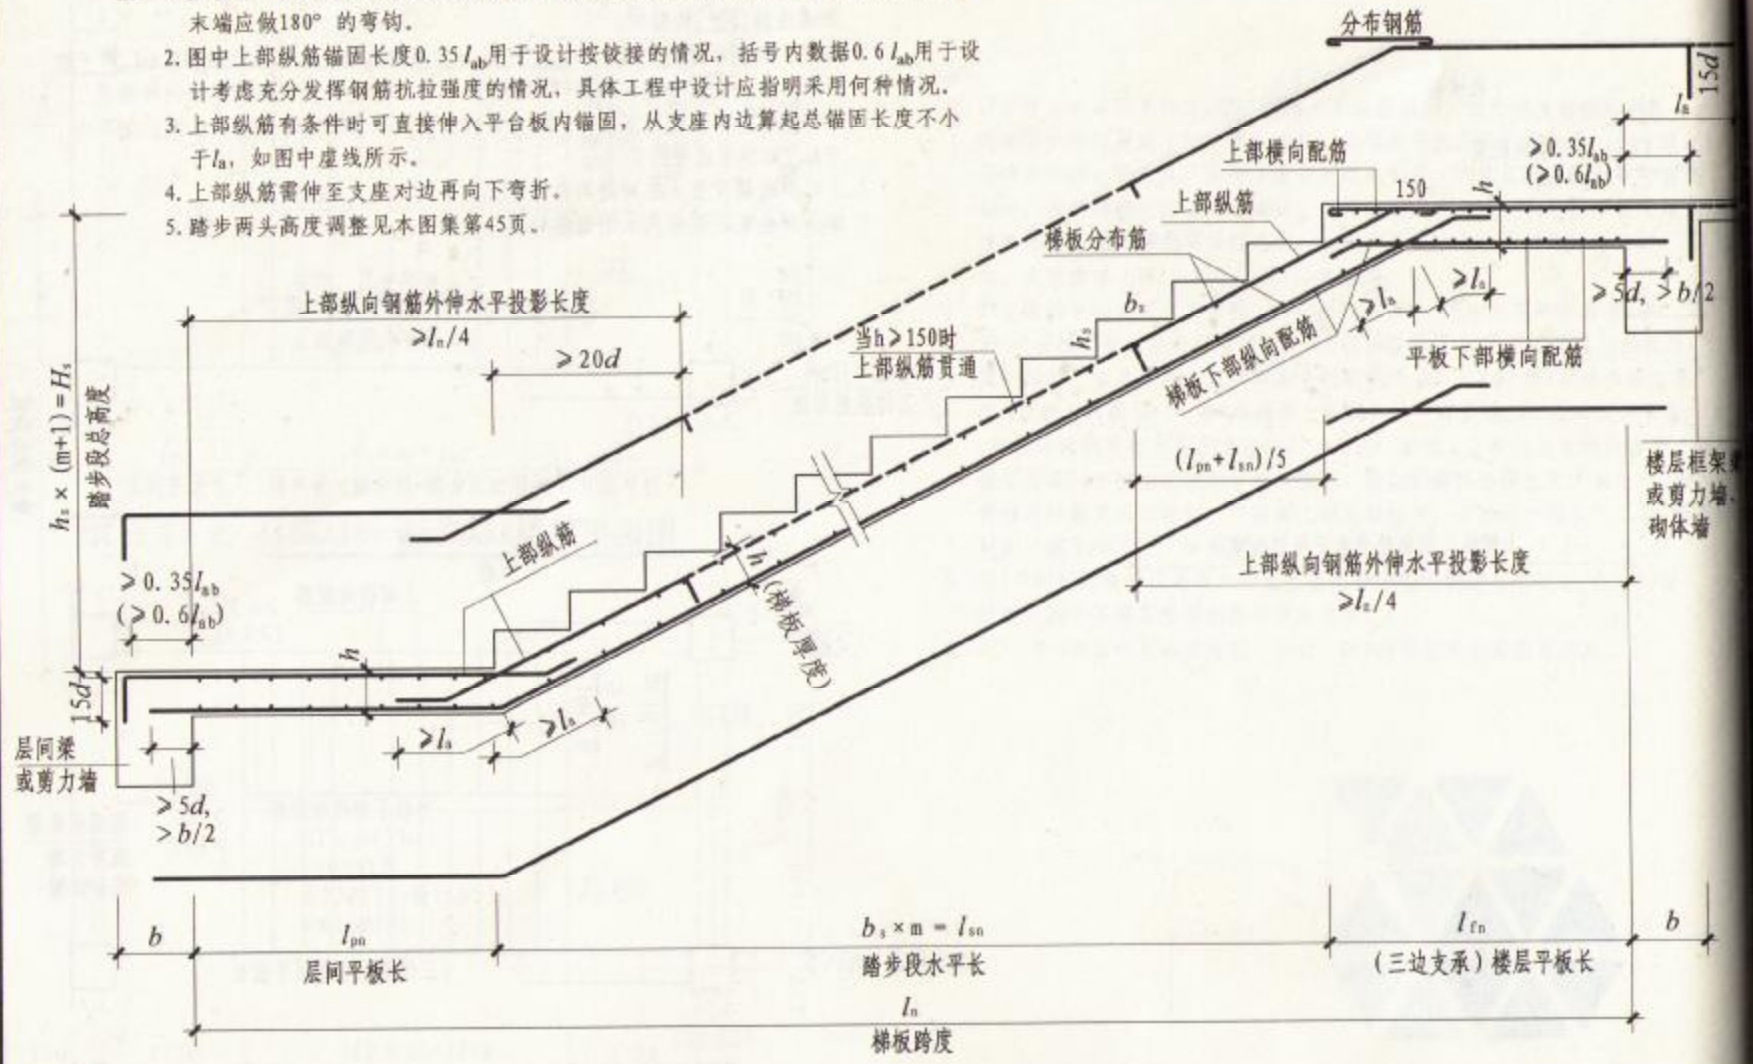 末端应做180° 的弯钩。
2. 图中上部纵筋锚固长度0.35lab用于设计按铰接的情况，括号内数据0.6lab用于设
计考虑充分发挥钢筋抗拉强度的情况，具体工程中设计应指明采用何种情况。
3. 上部纵筋有条件时可直接伸入平台板内锚固，从支座内边算起总锚固长度不小
于la，如图中虚线所示。
4. 上部纵筋需伸至支座对边再向下弯折。
5. 踏步两头高度调整见本图集第45页。
分布钢筋
15d
la
≥0.35lab
(≥0.6lab)
上部横向配筋
150
h
上部纵筋
梯板分布筋
bs
hs
≥la
≥la
≥5d, >b/2
上部纵向钢筋外伸水平投影长度
≥ln/4
≥20d
当h≥150时
上部纵筋贯通
梯板下部纵向配筋
平板下部横向配筋
hs×(m+1)=Hs
踏步段总高度
(lpn+lsn)/5
楼层框架梁
或剪力墙、
砌体墙
上部纵筋
≥0.35lab
(≥0.6lab)
h (梯板厚度)
上部纵向钢筋外伸水平投影长度
≥ln/4
h
15d
≥la
≥la
层间梁
或剪力墙
≥5d,
>b/2
b
lpn
bs×m=lsn
lfn
b
层间平板长
踏步段水平长
(三边支承)楼层平板长
ln
梯板跨度